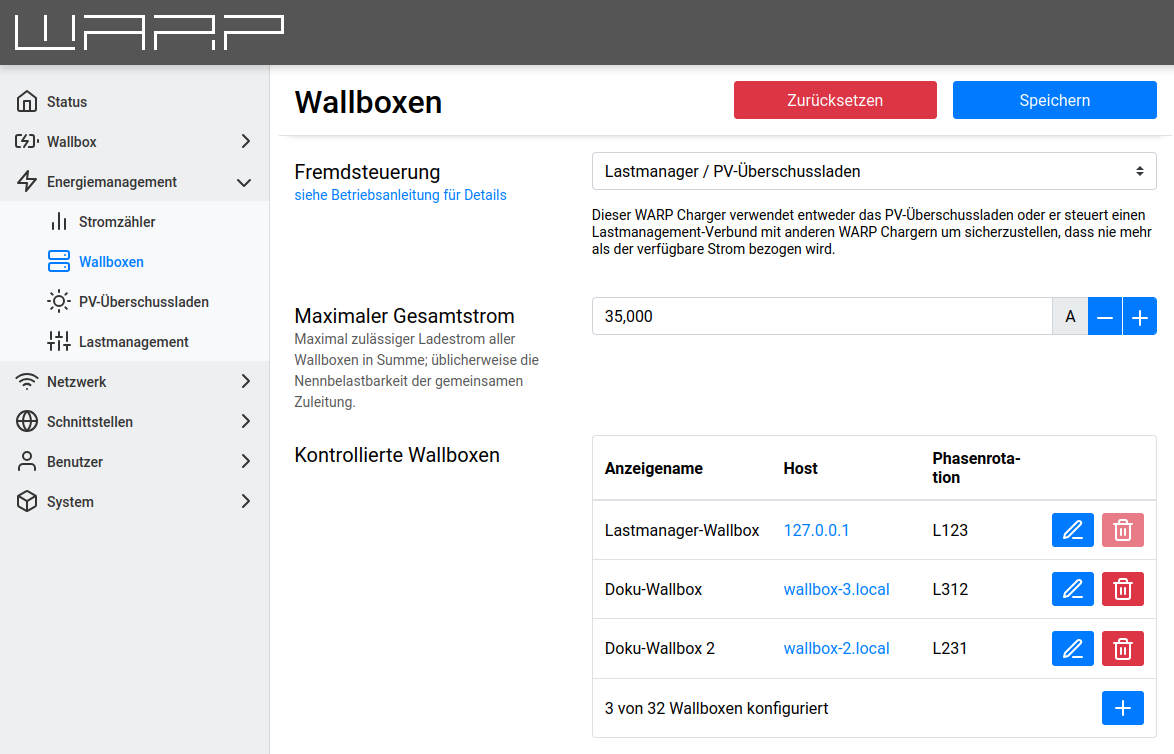 WARP
Status
Wallbox
Energiemanagement
Stromzähler
Wallboxen
PV-Überschussladen
Lastmanagement
Netzwerk
Schnittstellen
Benutzer
System
Wallboxen
Zurücksetzen
Speichern
Fremdsteuerung
siehe Betriebsanleitung für Details
Lastmanager / PV-Überschussladen
Dieser WARP Charger verwendet entweder das PV-Überschussladen oder er steuert einen
Lastmanagement-Verbund mit anderen WARP Chargern um sicherzustellen, dass nie mehr
als der verfügbare Strom bezogen wird.
Maximaler Gesamtstrom
Maximal zulässiger Ladestrom aller
Wallboxen in Summe; üblicherweise die
Nennbelastbarkeit der gemeinsamen
Zuleitung.
35,000 A
Kontrollierte Wallboxen
Anzeigename Host Phasenrota-
tion
Lastmanager-Wallbox 127.0.0.1 L123
Doku-Wallbox wallbox-3.local L312
Doku-Wallbox 2 wallbox-2.local L231
3 von 32 Wallboxen konfiguriert